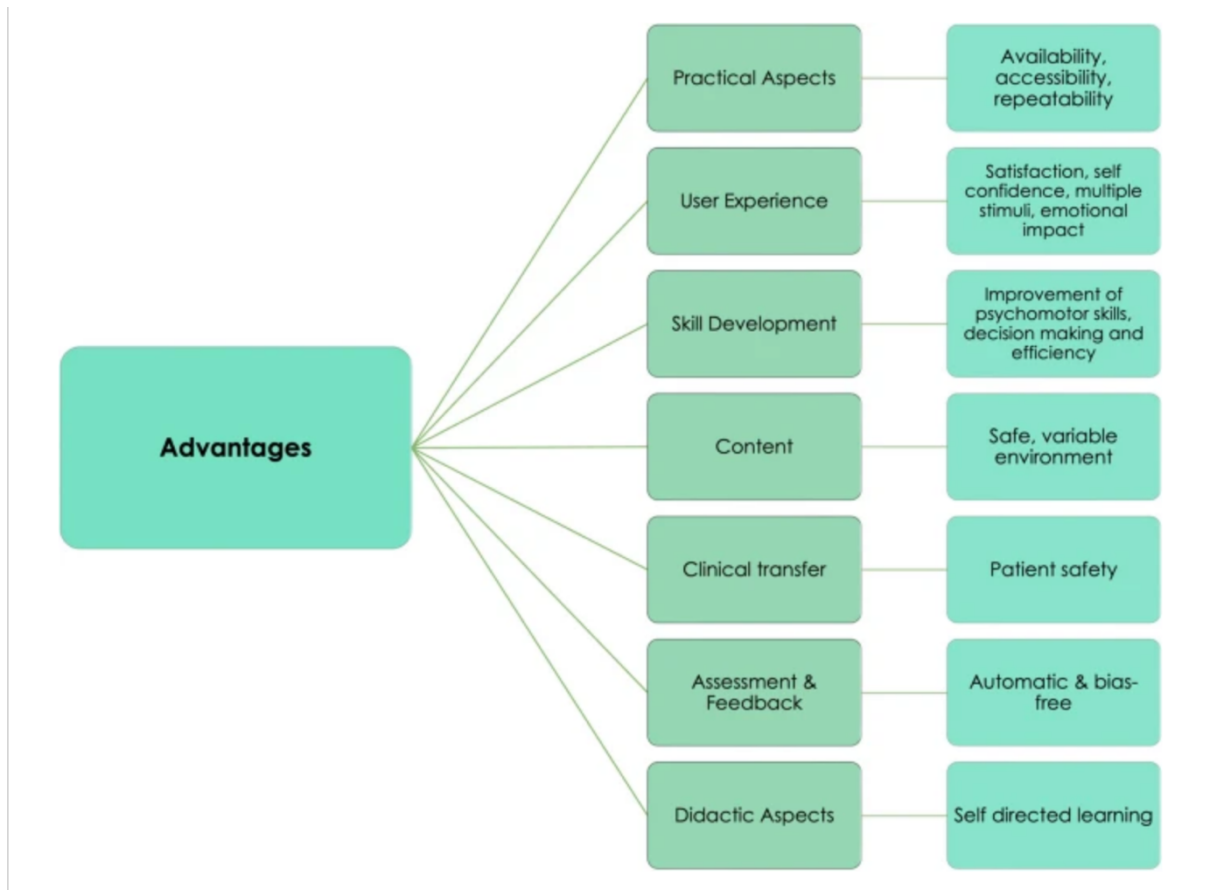 Practical Aspects
Availability,
accessibility,
repeatability
User Experience
Satisfaction, self
confidence, multiple
stimuli, emotional
impact
Skill Development
Improvement of
psychomotor skills,
decision making and
efficiency
Advantages
Content
Safe, variable
environment
Clinical transfer
Patient safety
Assessment &
Feedback
Automatic & bias-
free
Didactic Aspects
Self directed learning